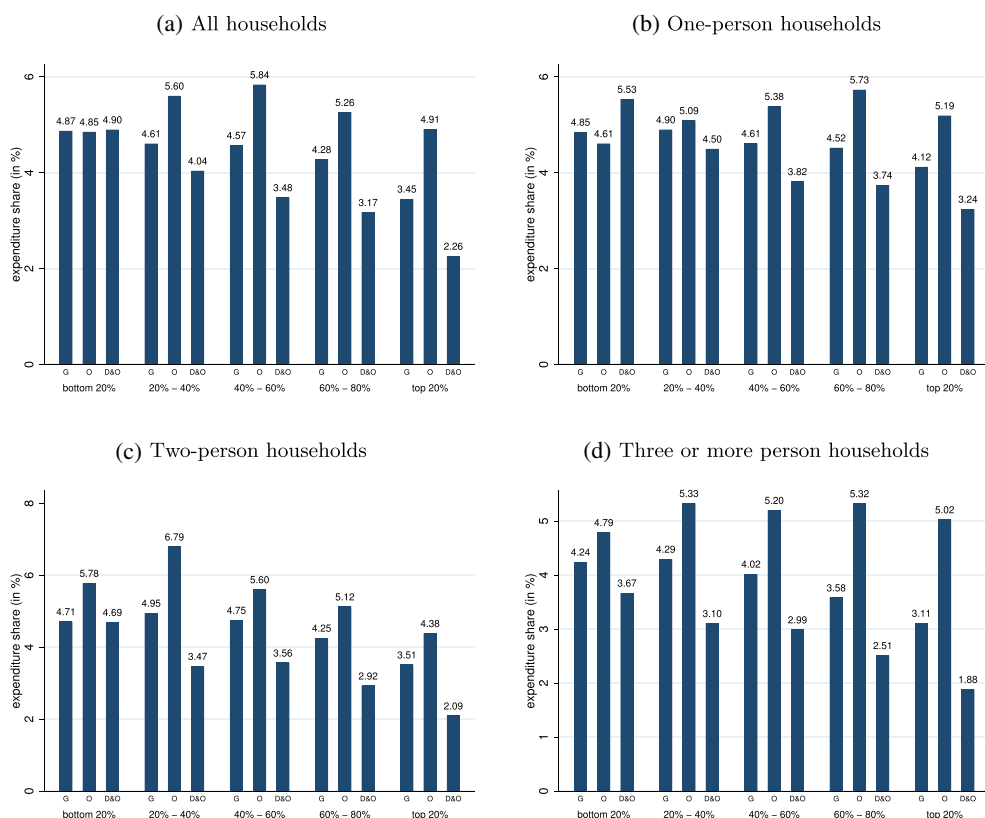 (a) All households
expenditure share (in %)
6
4
2
0
4.87 4.85 4.90 4.61 5.60 4.04 4.57 5.84 3.48 4.28 5.26 3.17 3.45 4.91 2.26
G O D&O G O D&O G O D&O G O D&O G O D&O
bottom 20% 20% – 40% 40% – 60% 60% – 80% top 20%
(b) One-person households
expenditure share (in %)
6
4
2
0
4.85 4.61 5.53 4.90 5.09 4.50 4.61 5.38 3.82 4.52 5.73 3.74 4.12 5.19 3.24
G O D&O G O D&O G O D&O G O D&O G O D&O
bottom 20% 20% – 40% 40% – 60% 60% – 80% top 20%
(c) Two-person households
expenditure share (in %)
8
6
4
2
0
4.71 5.78 4.69 4.95 6.79 3.47 4.75 5.60 3.56 4.25 5.12 2.92 3.51 4.38 2.09
G O D&O G O D&O G O D&O G O D&O G O D&O
bottom 20% 20% – 40% 40% – 60% 60% – 80% top 20%
(d) Three or more person households
expenditure share (in %)
5
4
3
2
1
0
4.24 4.79 3.67 4.29 5.33 3.10 4.02 5.20 2.99 3.58 5.32 2.51 3.11 5.02 1.88
G O D&O G O D&O G O D&O G O D&O G O D&O
bottom 20% 20% – 40% 40% – 60% 60% – 80% top 20%